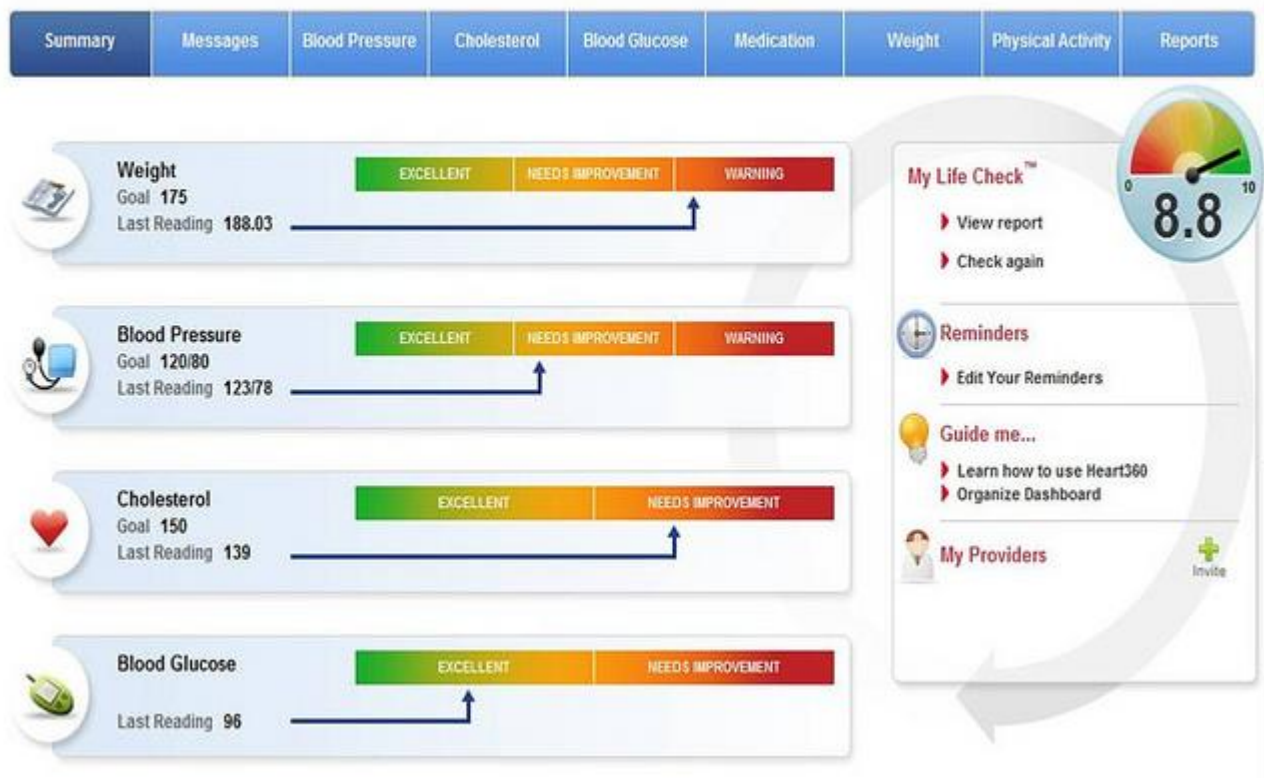 Summary Messages Blood Pressure Cholesterol Blood Glucose Medication Weight Physical Activity Reports
Weight
Goal 175
Last Reading 188.03
EXCELLENT NEEDS IMPROVEMENT WARNING
Blood Pressure
Goal 120/80
Last Reading 123/78
EXCELLENT NEEDS IMPROVEMENT WARNING
Cholesterol
Goal 150
Last Reading 139
EXCELLENT NEEDS IMPROVEMENT
Blood Glucose
Last Reading 96
EXCELLENT NEEDS IMPROVEMENT
My Life Check™
View report
Check again
0 10
8.8
Reminders
Edit Your Reminders
Guide me...
Learn how to use Heart360
Organize Dashboard
My Providers
Invite